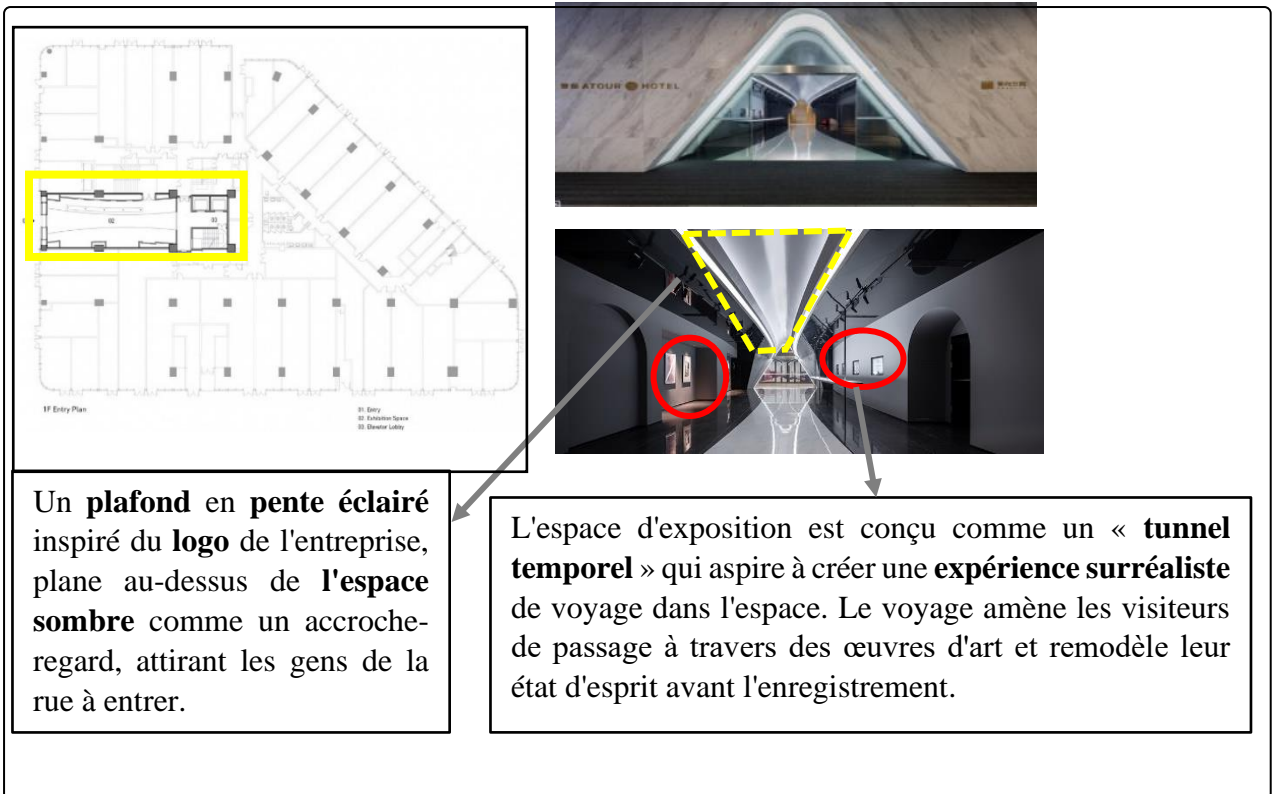 ATOUR HOTEL
02
03
1F Entry Plan
01: Entry
02: Exhibition Space
03: Elevator Lobby
Un plafond en pente éclairé
inspiré du logo de l'entreprise,
plane au-dessus de l'espace
sombre comme un accroche-
regard, attirant les gens de la
rue à entrer.
L'espace d'exposition est conçu comme un « tunnel
temporel » qui aspire à créer une expérience surréaliste
de voyage dans l'espace. Le voyage amène les visiteurs
de passage à travers des œuvres d'art et remodèle leur
état d'esprit avant l'enregistrement.